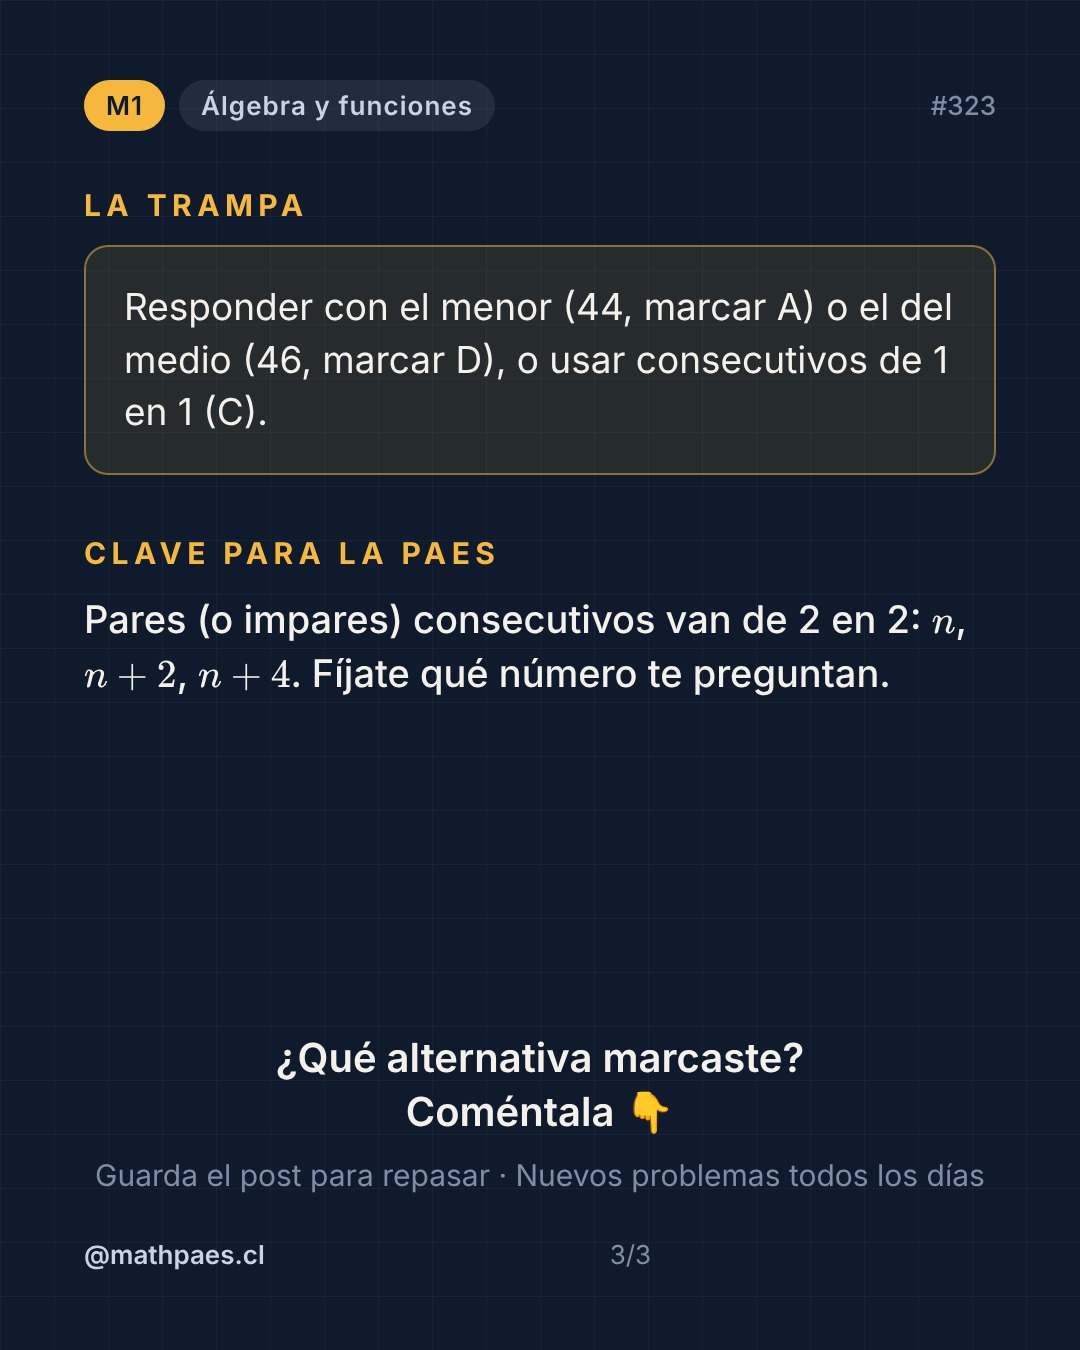 M1
Álgebra y funciones
#323
LA TRAMPA
Responder con el menor (44, marcar A) o el del
medio (46, marcar D), o usar consecutivos de 1
en 1 (C).
CLAVE PARA LA PAES
Pares (o impares) consecutivos van de 2 en 2: n,
n + 2, n + 4. Fíjate qué número te preguntan.
¿Qué alternativa marcaste?
Coméntala 👇
Guarda el post para repasar · Nuevos problemas todos los días
@mathpaes.cl
3/3